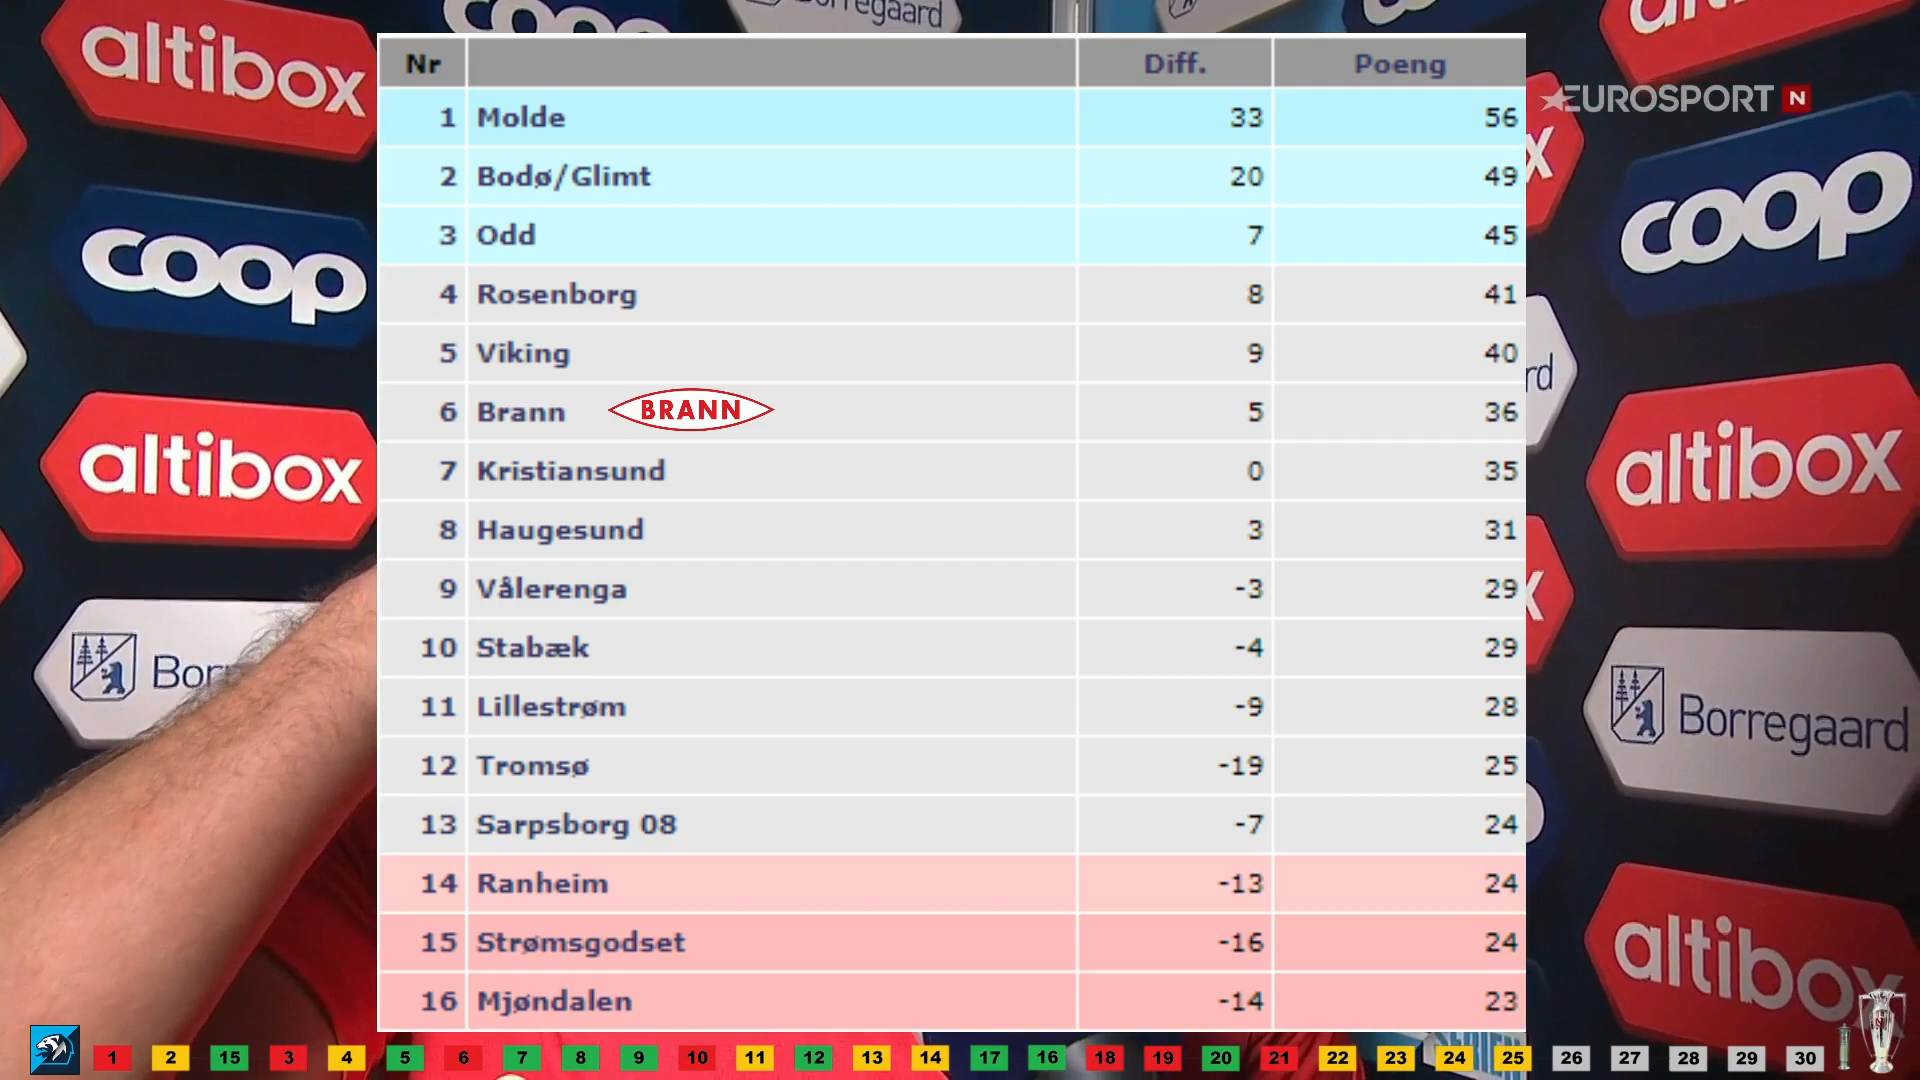 coop
Borregaard
altibox
altibox
Nr Diff. Poeng
EUROSPORT N
1 Molde 33 56
coop
2 Bodø/Glimt 20 49
coop
3 Odd 7 45
4 Rosenborg 8 41
5 Viking 9 40
rd
6 Brann BRANN 5 36
altibox
7 Kristiansund 0 35
altibox
8 Haugesund 3 31
9 Vålerenga -3 29
10 Stabæk -4 29
Bor
11 Lillestrøm -9 28
Borregaard
12 Tromsø -19 25
13 Sarpsborg 08 -7 24
14 Ranheim -13 24
15 Strømsgodset -16 24
altibox
16 Mjøndalen -14 23
1 2 15 3 4 5 6 7 8 9 10 11 12 13 14 17 16 18 19 20 21 22 23 24 25 26 27 28 29 30